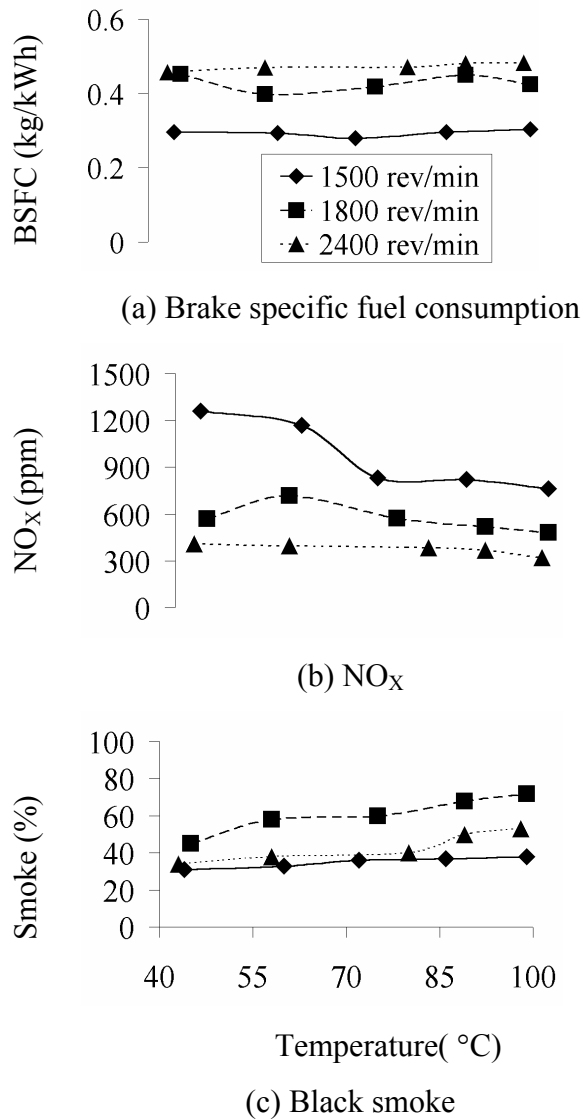 BSFC (kg/kWh)
0.6
0.4
0.2
0
1500 rev/min
1800 rev/min
2400 rev/min
(a) Brake specific fuel consumption
NOX (ppm)
1500
1200
900
600
300
0
(b) NOX
Smoke (%)
100
80
60
40
20
0
40 55 70 85 100
Temperature( °C)
(c) Black smoke